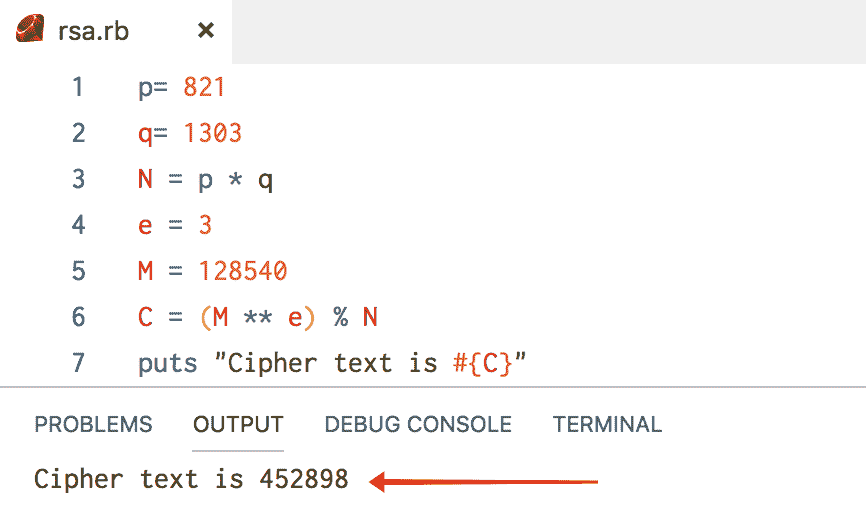 rsa.rb ×
1 p= 821
2 q= 1303
3 N = p * q
4 e = 3
5 M = 128540
6 C = (M ** e) % N
7 puts ”Cipher text is #{C}”
PROBLEMS OUTPUT DEBUG CONSOLE TERMINAL
Cipher text is 452898